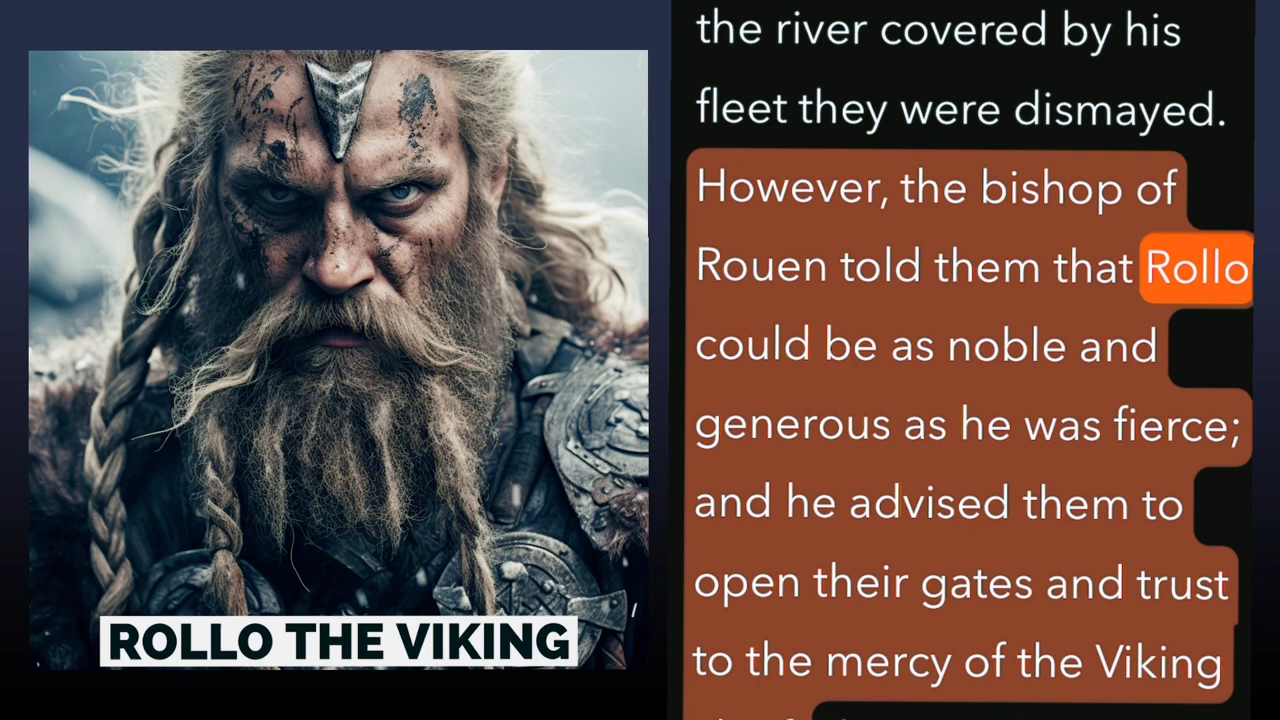 ROLLO THE VIKING
the river covered by his
fleet they were dismayed.
However, the bishop of
Rouen told them that Rollo
could be as noble and
generous as he was fierce;
and he advised them to
open their gates and trust
to the mercy of the Viking